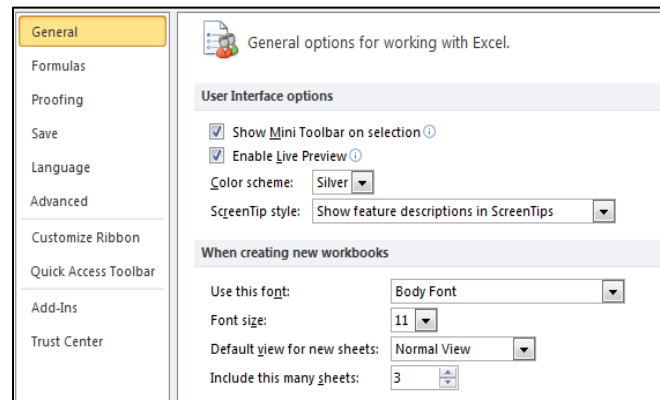 General
Formulas
Proofing
Save
Language
Advanced
Customize Ribbon
Quick Access Toolbar
Add-Ins
Trust Center
General options for working with Excel.
User Interface options
Show Mini Toolbar on selection
Enable Live Preview
Color scheme: Silver
ScreenTip style: Show feature descriptions in ScreenTips
When creating new workbooks
Use this font: Body Font
Font size: 11
Default view for new sheets: Normal View
Include this many sheets: 3